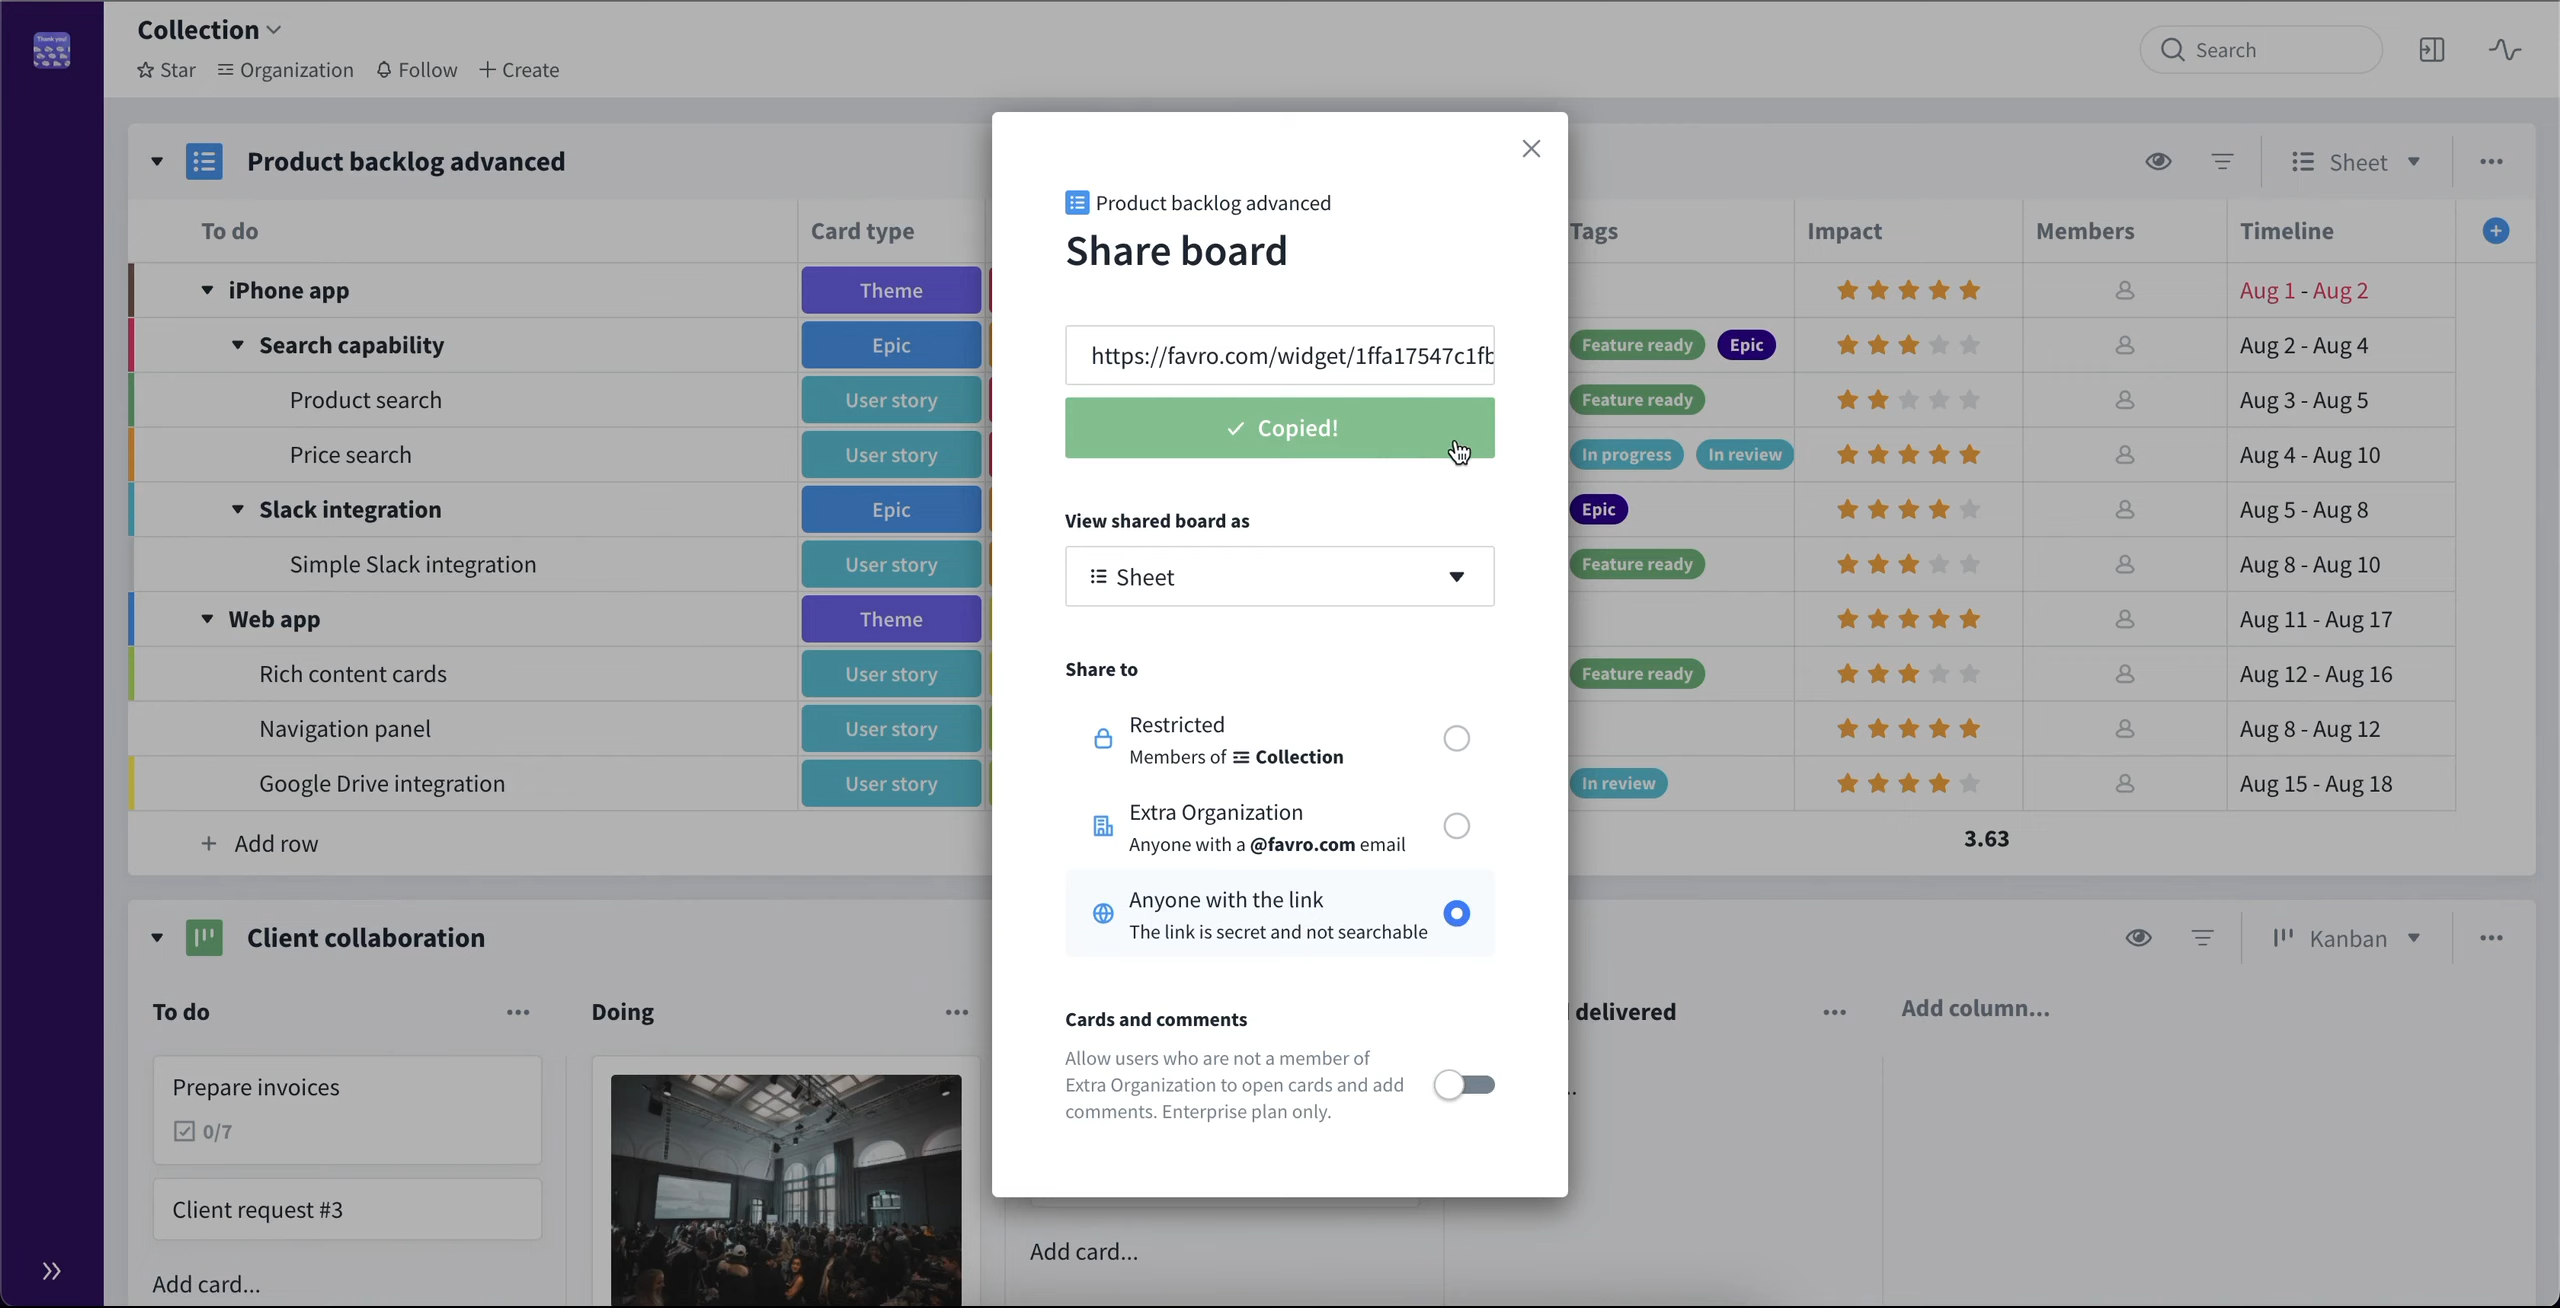 Thank you!
Collection
Star Organization Follow + Create
Search
Product backlog advanced
Sheet
To do Card type Tags Impact Members Timeline
iPhone app Theme Aug 1 - Aug 2
Search capability Epic Feature ready Epic Aug 2 - Aug 4
Product search User story Feature ready Aug 3 - Aug 5
Price search User story In progress In review Aug 4 - Aug 10
Slack integration Epic Epic Aug 5 - Aug 8
Simple Slack integration User story Feature ready Aug 8 - Aug 10
Web app Theme Aug 11 - Aug 17
Rich content cards User story Feature ready Aug 12 - Aug 16
Navigation panel User story Aug 8 - Aug 12
Google Drive integration User story In review Aug 15 - Aug 18
+ Add row
3.63
Product backlog advanced
Share board
https://favro.com/widget/1ffa17547c1fb
Copied!
View shared board as
Sheet
Share to
Restricted
Members of Collection
Extra Organization
Anyone with a @favro.com email
Anyone with the link
The link is secret and not searchable
Cards and comments
Allow users who are not a member of
Extra Organization to open cards and add
comments. Enterprise plan only.
Client collaboration
Kanban
To do ... Doing ... delivered ... Add column...
Prepare invoices
0/7
Client request #3
Add card...
Add card...